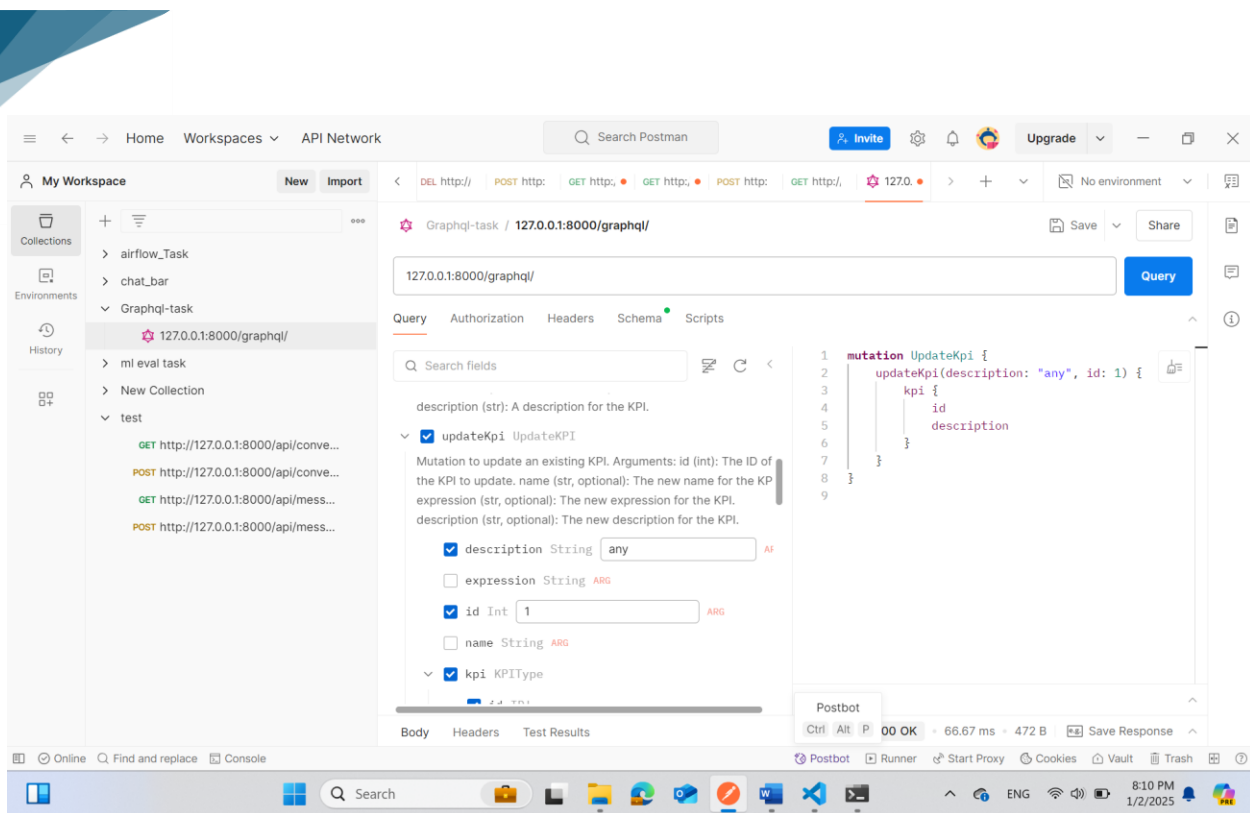 Home Workspaces API Network Search Postman Invite Upgrade
My Workspace New Import DEL http:// POST http: GET http:, GET http:, POST http: GET http:/, 127.0. No environment
Collections
Environments
History
airflow_Task
chat_bar
Graphql-task
127.0.0.1:8000/graphql/
ml eval task
New Collection
test
GET http://127.0.0.1:8000/api/conve...
POST http://127.0.0.1:8000/api/conve...
GET http://127.0.0.1:8000/api/mess...
POST http://127.0.0.1:8000/api/mess...
Graphql-task / 127.0.0.1:8000/graphql/ Save Share
127.0.0.1:8000/graphql/ Query
Query Authorization Headers Schema Scripts
Search fields
description (str): A description for the KPI.
updateKpi UpdateKPI
Mutation to update an existing KPI. Arguments: id (int): The ID of
the KPI to update. name (str, optional): The new name for the KP
expression (str, optional): The new expression for the KPI.
description (str, optional): The new description for the KPI.
description String any
expression String ARG
id Int 1 ARG
name String ARG
kpi KPIType
1 mutation UpdateKpi {
2 updateKpi(description: "any", id: 1) {
3 kpi {
4 id
5 description
6 }
7 }
8 }
9
Postbot
Ctrl Alt P
Body Headers Test Results 00 OK 66.67 ms 472 B Save Response
Online Find and replace Console Postbot Runner Start Proxy Cookies Vault Trash
Search ENG 8:10 PM
1/2/2025
PRE